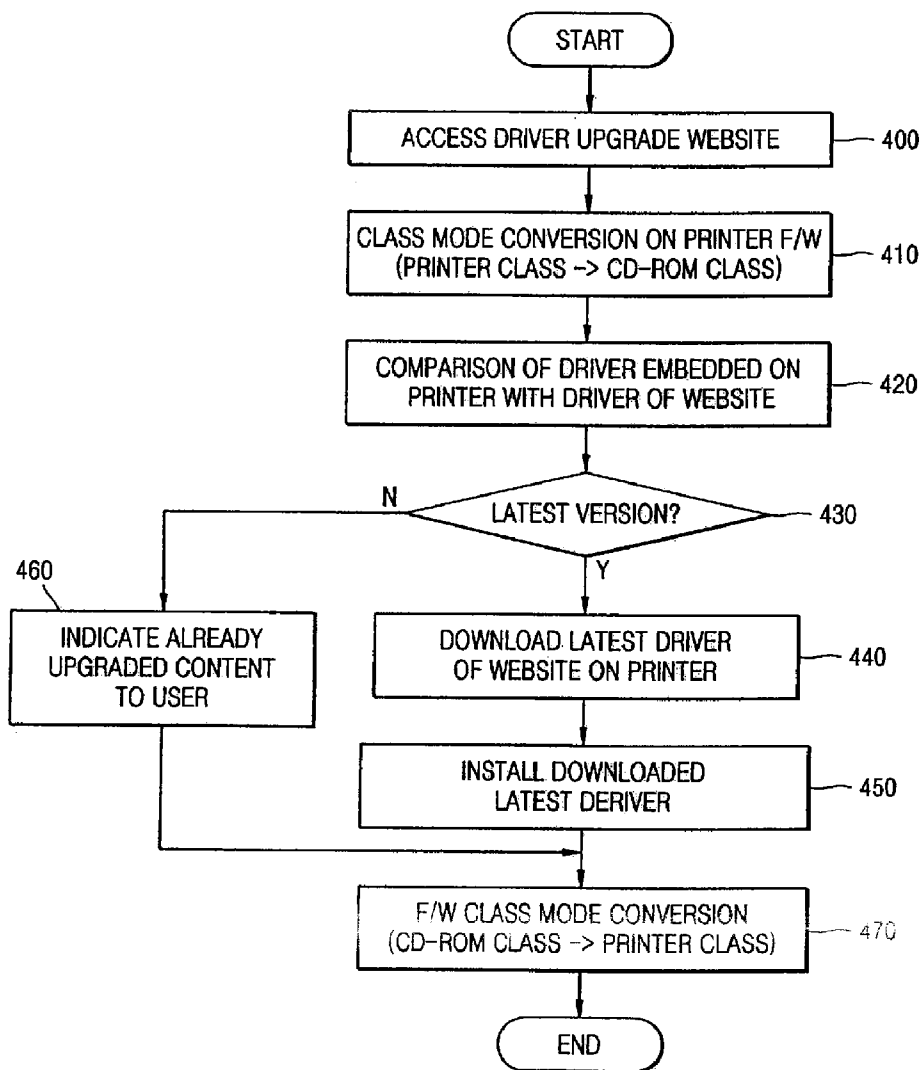 START
ACCESS DRIVER UPGRADE WEBSITE
400
CLASS MODE CONVERSION ON PRINTER F/W
(PRINTER CLASS -> CD-ROM CLASS)
410
COMPARISON OF DRIVER EMBEDDED ON
PRINTER WITH DRIVER OF WEBSITE
420
LATEST VERSION?
430
N
Y
460
INDICATE ALREADY
UPGRADED CONTENT
TO USER
DOWNLOAD LATEST DRIVER
OF WEBSITE ON PRINTER
440
INSTALL DOWNLOADED
LATEST DERIVER
450
F/W CLASS MODE CONVERSION
(CD-ROM CLASS -> PRINTER CLASS)
470
END